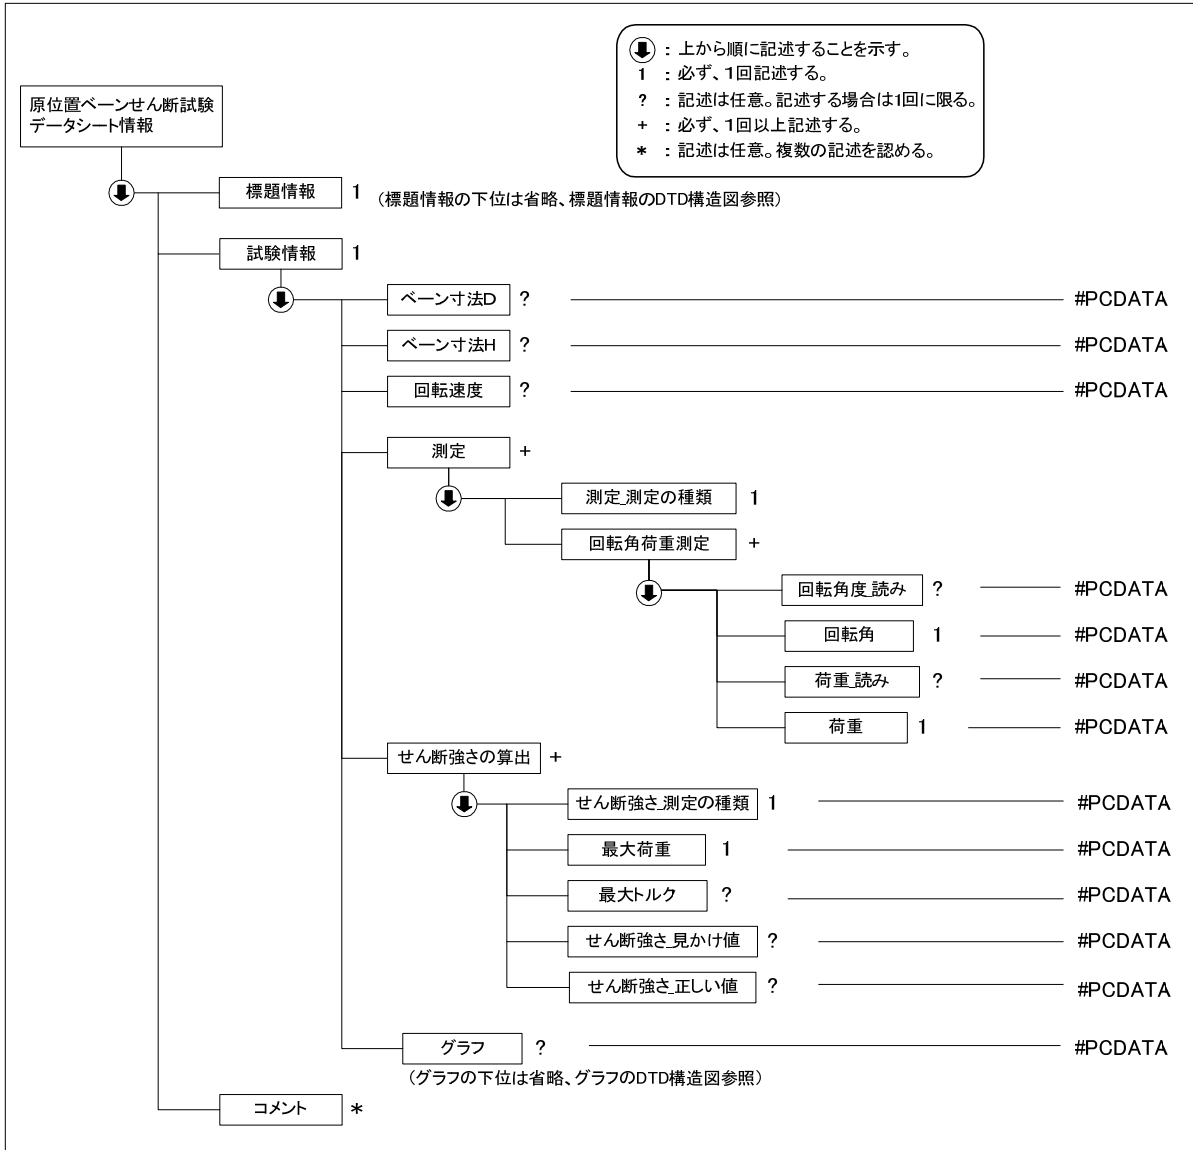 : 上から順に記述することを示す。
1 : 必ず、1回記述する。
? : 記述は任意。記述する場合は1回に限る。
+ : 必ず、1回以上記述する。
* : 記述は任意。複数の記述を認める。
原位置ベーンせん断試験
データシート情報
標題情報 1 (標題情報の下位は省略、標題情報のDTD構造図参照)
試験情報 1
ベーン寸法D ? #PCDATA
ベーン寸法H ? #PCDATA
回転速度 ? #PCDATA
測定 +
測定_測定の種類 1
回転角荷重測定 +
回転角度_読み ? #PCDATA
回転角 1 #PCDATA
荷重_読み ? #PCDATA
荷重 1 #PCDATA
せん断強さの算出 +
せん断強さ_測定の種類 1 #PCDATA
最大荷重 1 #PCDATA
最大トルク ? #PCDATA
せん断強さ_見かけ値 ? #PCDATA
せん断強さ_正しい値 ? #PCDATA
グラフ ? #PCDATA
(グラフの下位は省略、グラフのDTD構造図参照)
コメント *